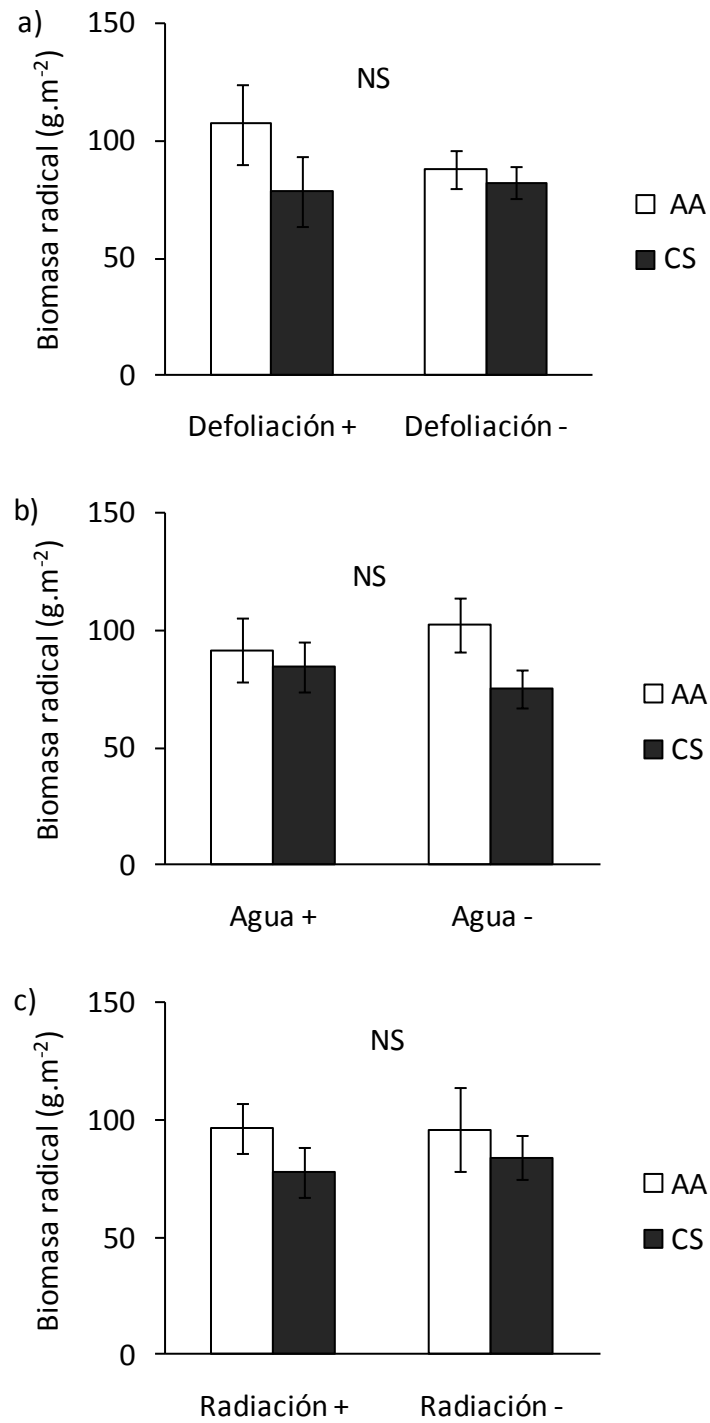 a)
Biomasa radical (g.m-2)
150
100
50
0
NS
AA
CS
Defoliación + Defoliación -
b)
Biomasa radical (g.m-2)
150
100
50
0
NS
AA
CS
Agua + Agua -
c)
Biomasa radical (g.m-2)
150
100
50
0
NS
AA
CS
Radiación + Radiación -